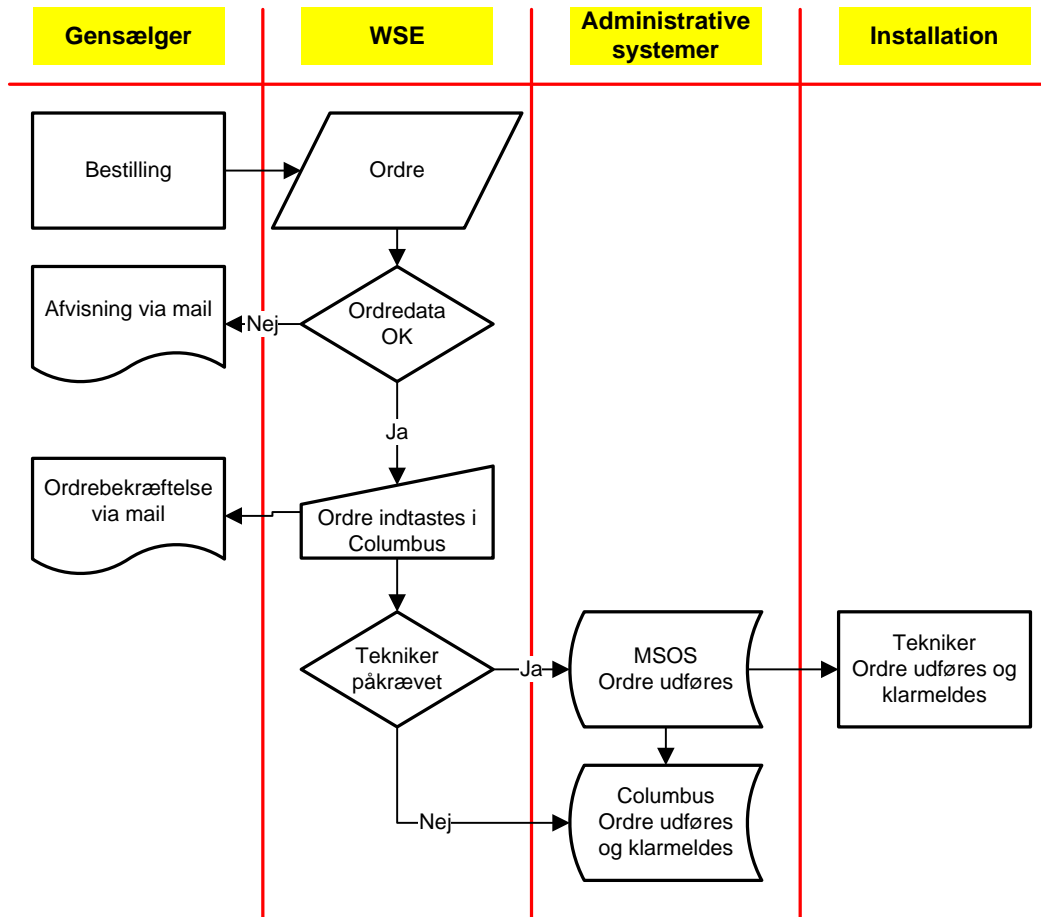 Gensælger
WSE
Administrative
systemer
Installation
Bestilling
Ordre
Afvisning via mail
Nej
Ordredata
OK
Ja
Ordrebekræftelse
via mail
Ordre indtastes i
Columbus
Tekniker
påkrævet
Ja
MSOS
Ordre udføres
Tekniker
Ordre udføres og
klarmeldes
Nej
Columbus
Ordre udføres
og klarmeldes